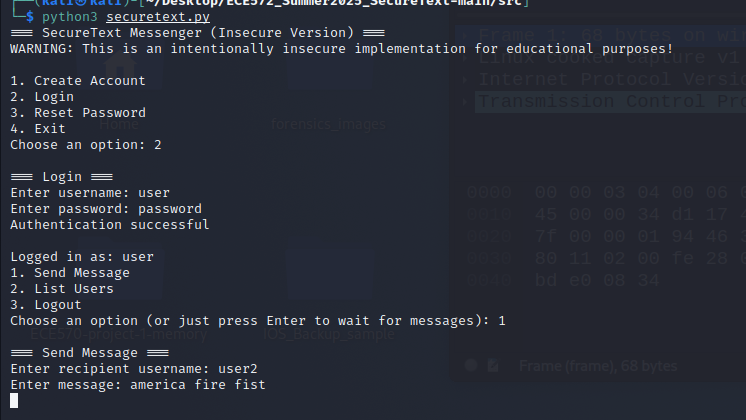 (kali㉿kali)-[~/Desktop/ECE572_Summer2025_SecureText-main/src]
$ python3 securetext.py
=== SecureText Messenger (Insecure Version) ===
WARNING: This is an intentionally insecure implementation for educational purposes!
1. Create Account
2. Login
3. Reset Password
4. Exit
Choose an option: 2
=== Login ===
Enter username: user
Enter password: password
Authentication successful
Logged in as: user
1. Send Message
2. List Users
3. Logout
Choose an option (or just press Enter to wait for messages): 1
=== Send Message ===
Enter recipient username: user2
Enter message: america fire fist
Home
forensics_images
ECE570-project-1-memory
iOS_Backup_sample
Frame 1: 68 bytes on wi
Linux cooked capture v1
Internet Protocol Versio
Transmission Control Pro
0000 00 00 03 04 00 06 0
45 00 00 34 d1 17 4
7f 00 00 01 94 46
80 11 02 00 fe 28 0
bd e0 08 34
Frame (frame), 68 bytes